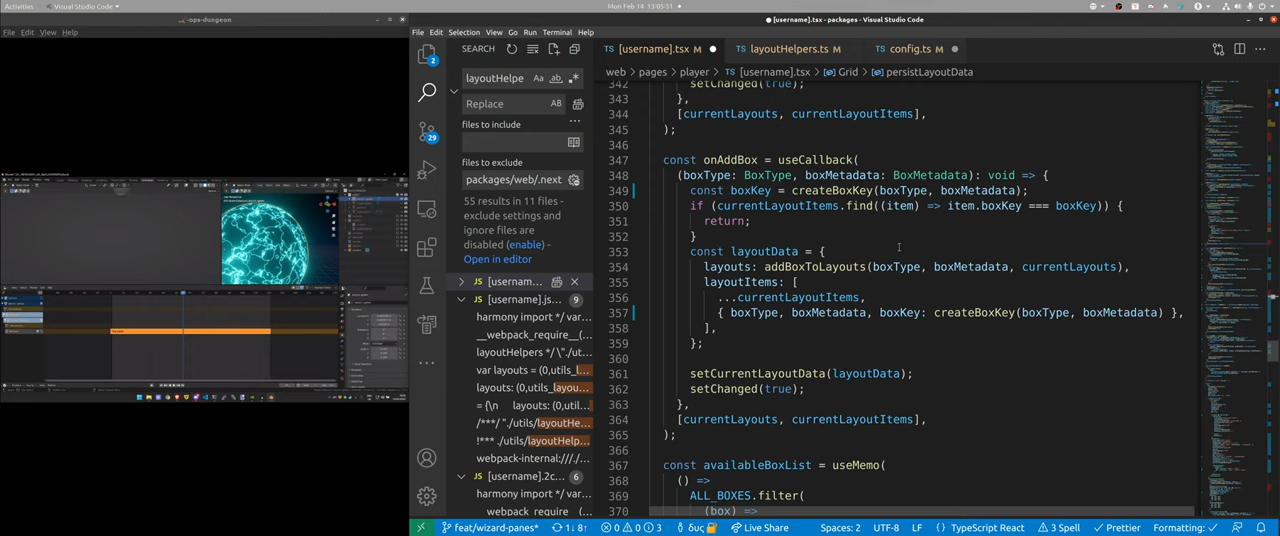 Activities
Visual Studio Code
Mon Feb 14 13:05:51
-ops-dungeon
File Edit View Help
[username].tsx - packages - Visual Studio Code
File Edit Selection View Go Run Terminal Help
SEARCH
layoutHelpe
Replace
files to include
files to exclude
packages/web/.next
55 results in 11 files -
exclude settings and
ignore files are
disabled (enable) -
Open in editor
[usernam...
[username].js... 9
harmony import */ var...
__webpack_require__(...
layoutHelpers */ \"./ut...
var layouts = (0,utils_l...
layouts: (0,utils_layou...
= {\n layouts: (0,util...
/***/ "./utils/layoutHe...
!*** ./utils/layoutHelp...
webpack-internal:///./...
[username].2c... 6
harmony import */ var...
webpack require (...
[username].tsx M
layoutHelpers.ts M
config.ts M
web > pages > player > [username].tsx > Grid > persistLayoutData
342 setChanged(true);
343 },
344 [currentLayouts, currentLayoutItems],
345 );
346
347 const onAddBox = useCallback(
348 (boxType: BoxType, boxMetadata: BoxMetadata): void => {
349 const boxKey = createBoxKey(boxType, boxMetadata);
350 if (currentLayoutItems.find((item) => item.boxKey === boxKey)) {
351 return;
352 }
353 const layoutData = {
354 layouts: addBoxToLayouts(boxType, boxMetadata, currentLayouts),
355 layoutItems: [
356 ...currentLayoutItems,
357 { boxType, boxMetadata, boxKey: createBoxKey(boxType, boxMetadata) },
358 ],
359 };
360
361 setCurrentLayoutData(layoutData);
362 setChanged(true);
363 },
364 [currentLayouts, currentLayoutItems],
365 );
366
367 const availableBoxList = useMemo(
368 () =>
369 ALL_BOXES.filter(
370 (box) =>
2
29
feat/wizard-panes* 1↓ 8↑ 0 0 3 δυς Live Share Spaces: 2 UTF-8 LF TypeScript React 3 Spell Prettier Formatting: ✓